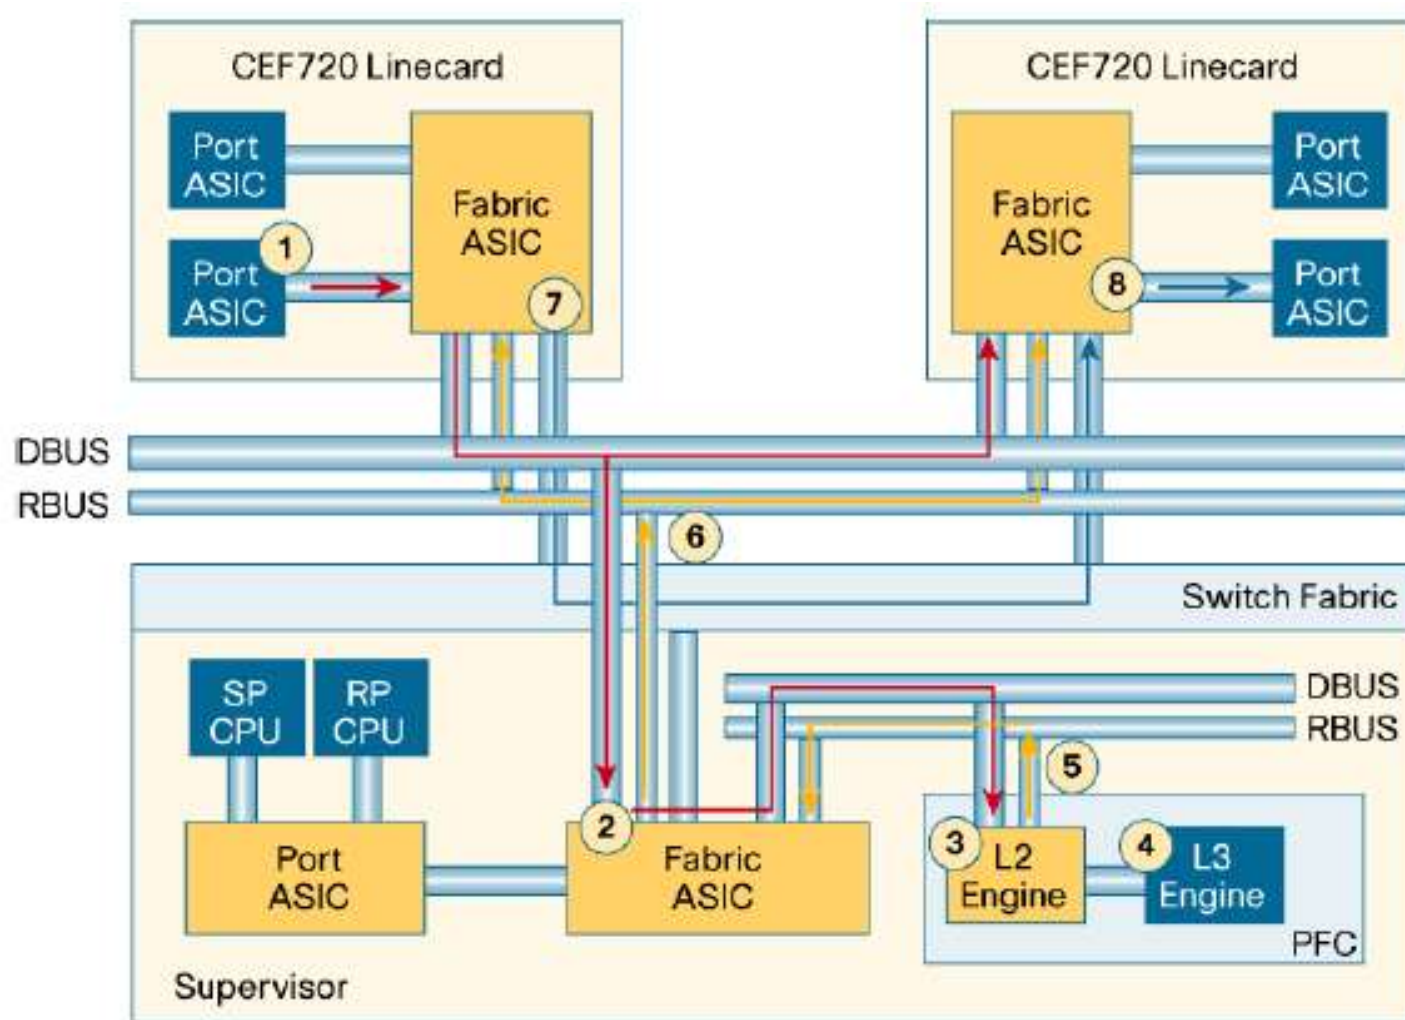 CEF720 Linecard
CEF720 Linecard
Port
ASIC
Fabric
ASIC
Port
ASIC
1
7
Fabric
ASIC
Port
ASIC
8
Port
ASIC
DBUS
RBUS
6
Switch Fabric
SP
CPU
RP
CPU
DBUS
RBUS
5
2
3
4
Port
ASIC
Fabric
ASIC
L2
Engine
L3
Engine
PFC
Supervisor